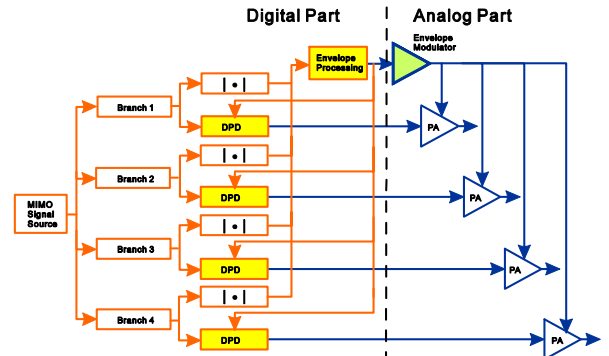 Digital Part
Analog Part
Envelope
Modulator
Envelope
Processing
|•|
Branch 1
DPD
PA
|•|
Branch 2
DPD
PA
MIMO
Signal
Source
|•|
Branch 3
DPD
PA
|•|
Branch 4
DPD
PA